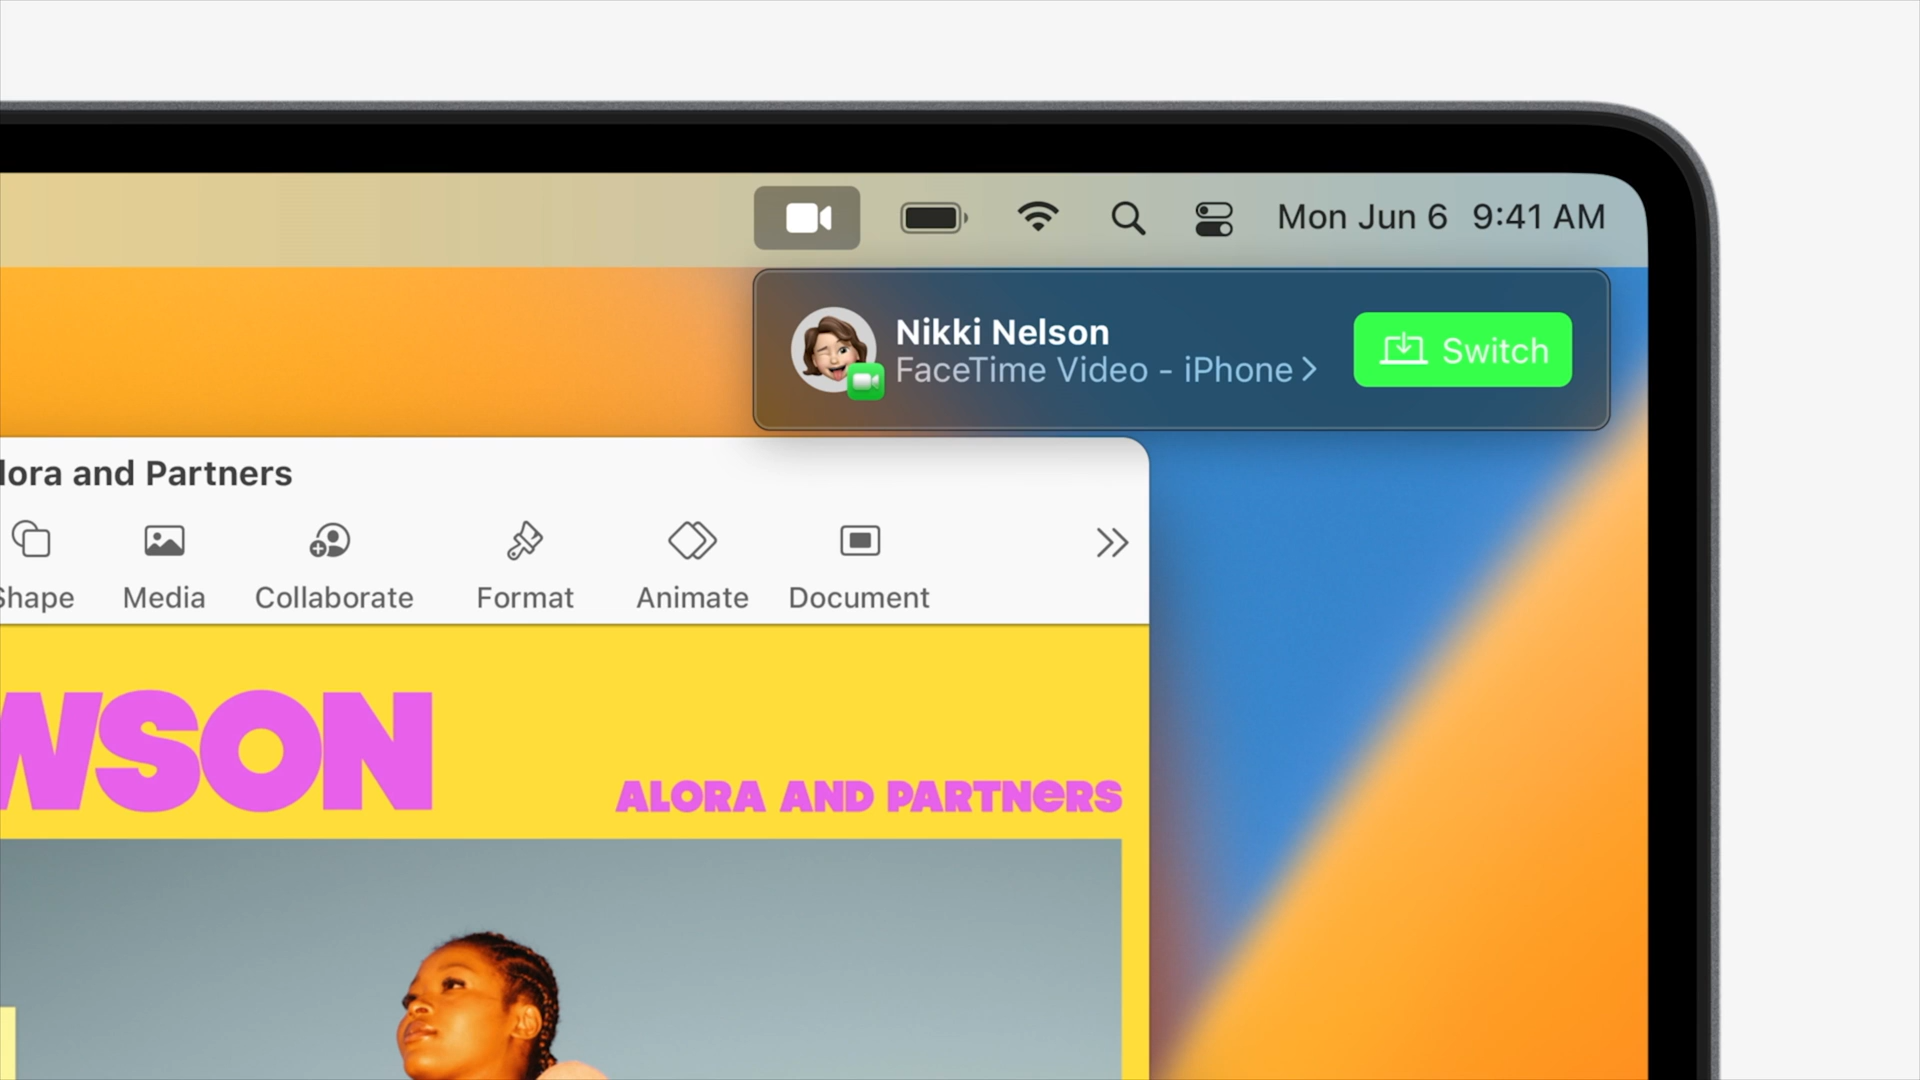 Mon Jun 6 9:41 AM
Nikki Nelson
FaceTime Video - iPhone
Switch
lora and Partners
Shape Media Collaborate Format Animate Document
WSON
ALORA AND PARTNeRS